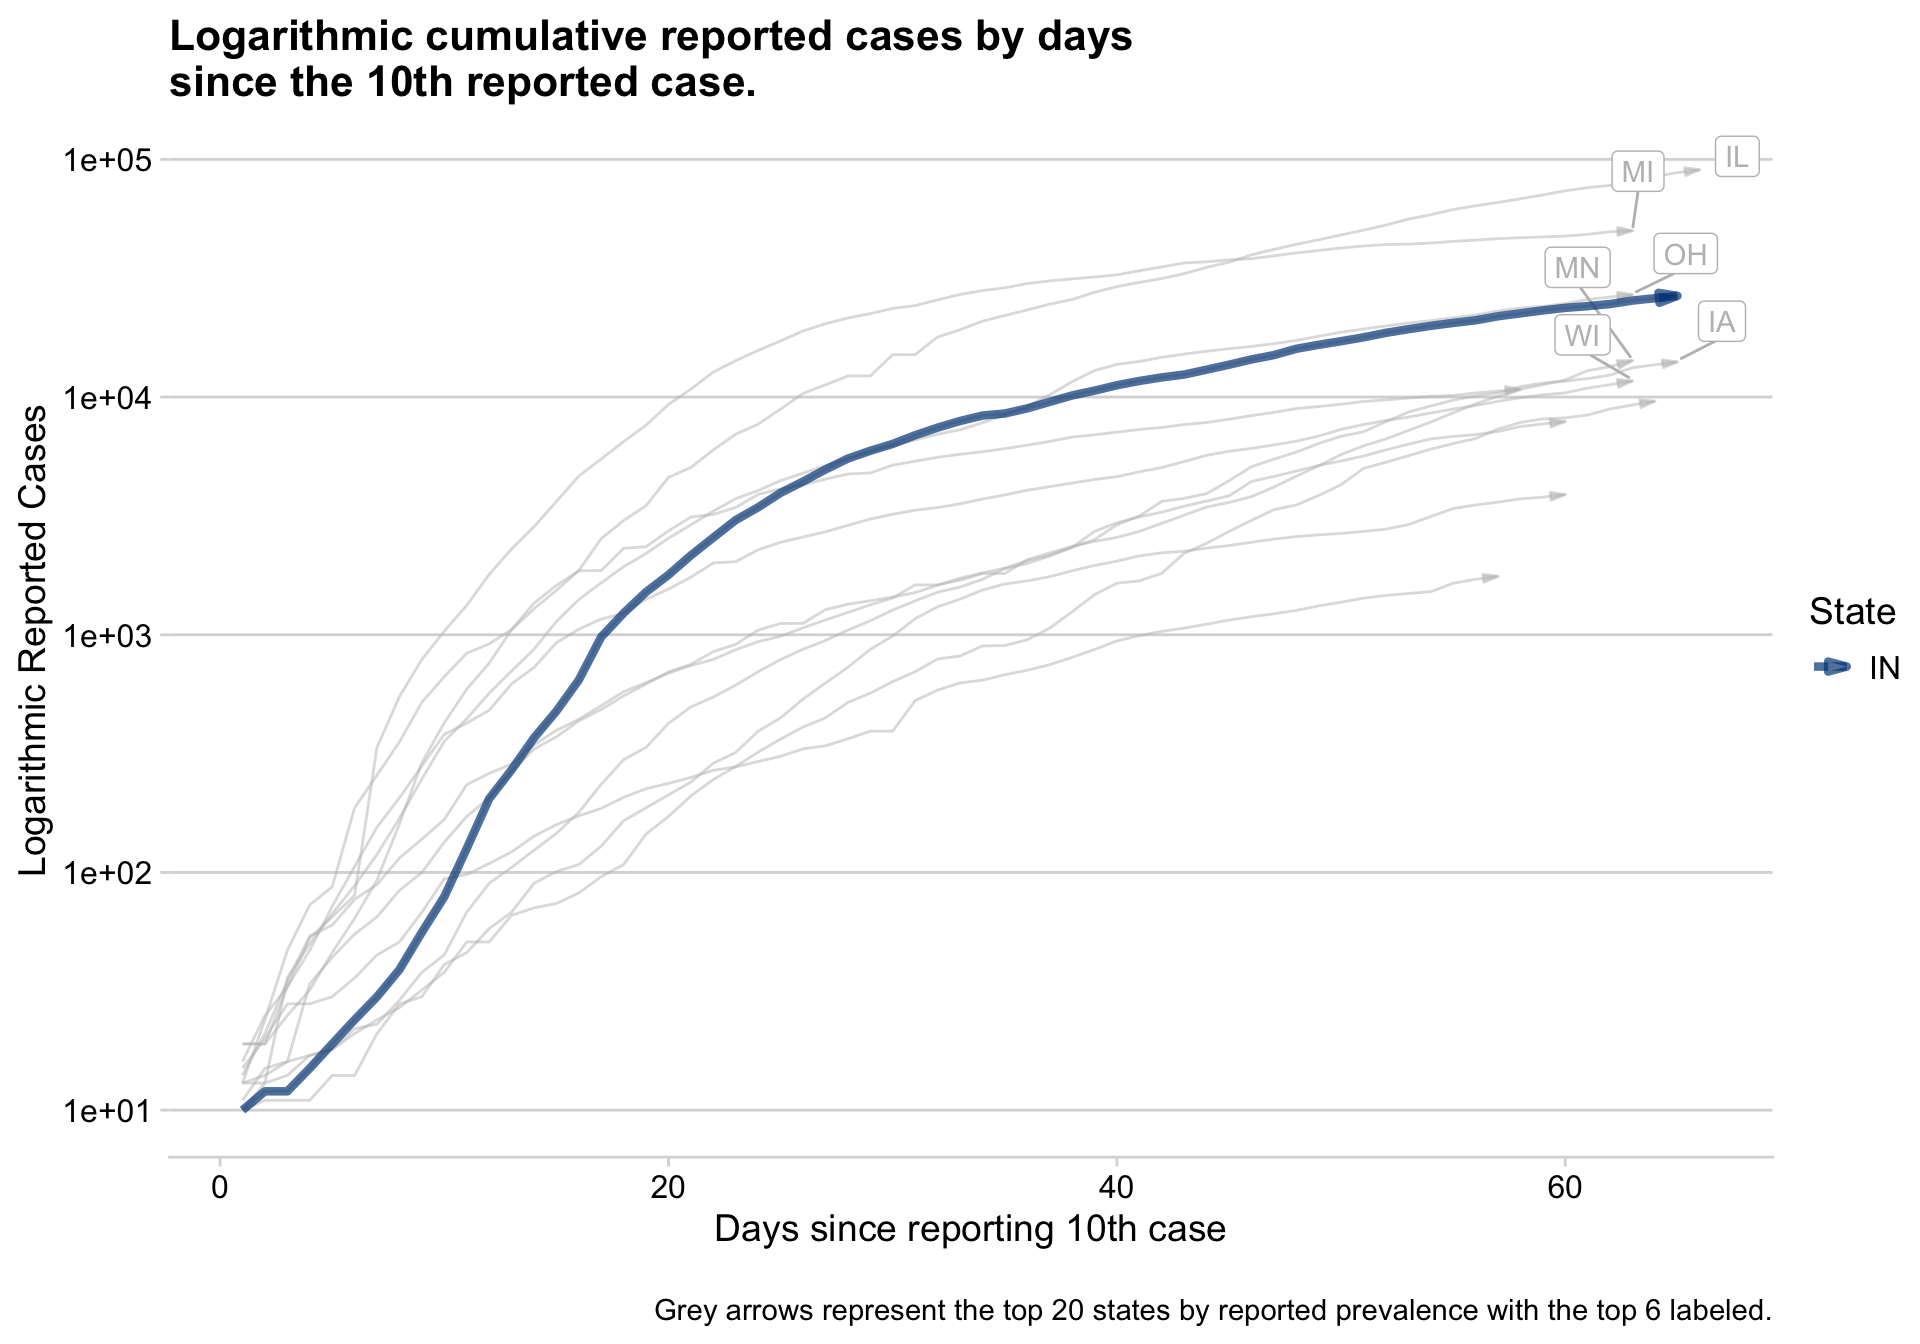 Logarithmic cumulative reported cases by days
since the 10th reported case.
1e+05
1e+04
1e+03
1e+02
1e+01
Logarithmic Reported Cases
IL
MI
OH
MN
IA
WI
State
IN
0
20
40
60
Days since reporting 10th case
Grey arrows represent the top 20 states by reported prevalence with the top 6 labeled.